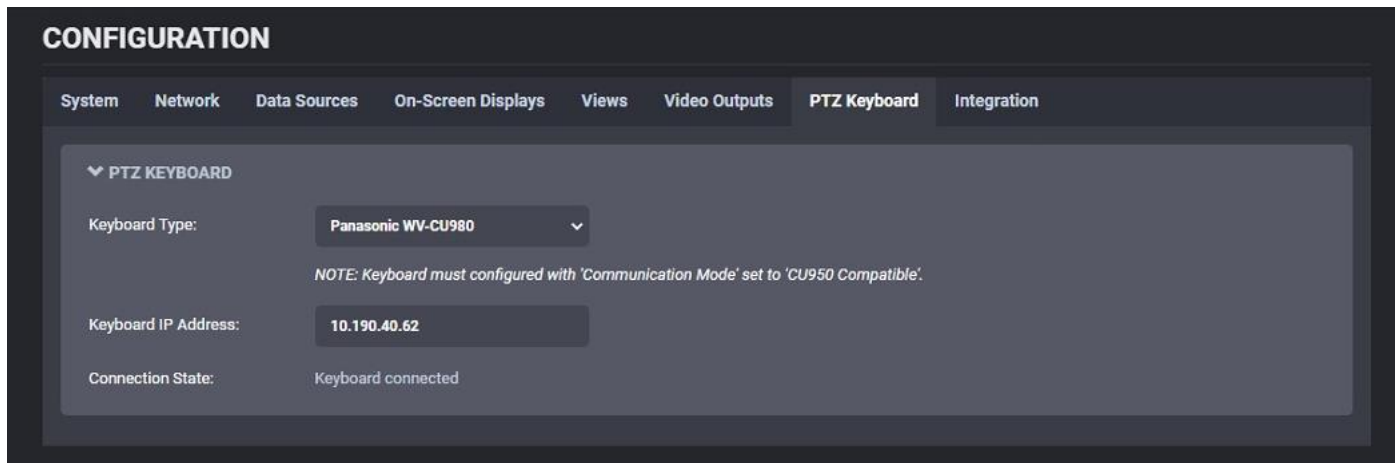 CONFIGURATION
System Network Data Sources On-Screen Displays Views Video Outputs PTZ Keyboard Integration
PTZ KEYBOARD
Keyboard Type: Panasonic WV-CU980
NOTE: Keyboard must configured with 'Communication Mode' set to 'CU950 Compatible'.
Keyboard IP Address: 10.190.40.62
Connection State: Keyboard connected